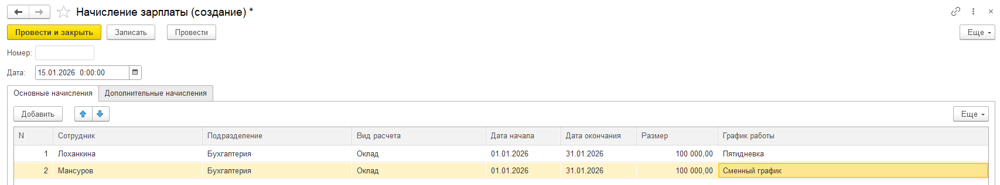 Начисление зарплаты (создание) *
Провести и закрыть Записать Провести Еще
Номер:
Дата: 15.01.2026 0:00:00
Основные начисления Дополнительные начисления
Добавить Еще
N Сотрудник Подразделение Вид расчета Дата начала Дата окончания Размер График работы
1 Лоханкина Бухгалтерия Оклад 01.01.2026 31.01.2026 100 000,00 Пятидневка
2 Мансуров Бухгалтерия Оклад 01.01.2026 31.01.2026 100 000,00 Сменный график